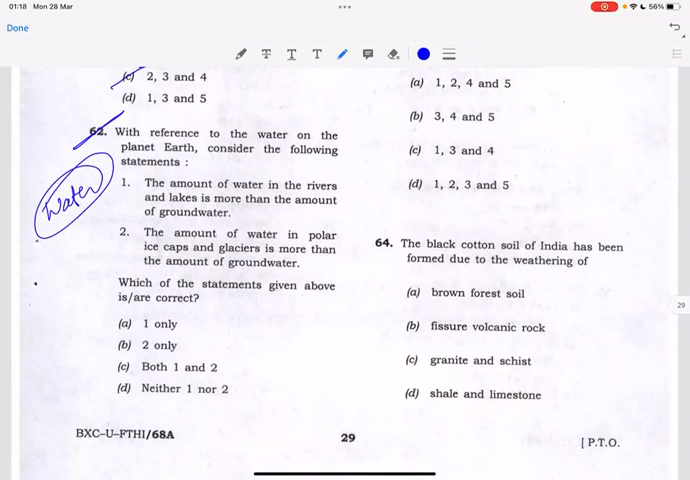 01:18 Mon 28 Mar
56%
Done
T T T
(c) 2, 3 and 4
(d) 1, 3 and 5
62. With reference to the water on the
planet Earth, consider the following
statements :
1. The amount of water in the rivers
and lakes is more than the amount
of groundwater.
2. The amount of water in polar
ice caps and glaciers is more than
the amount of groundwater.
Which of the statements given above
is/are correct?
(a) 1 only
(b) 2 only
(c) Both 1 and 2
(d) Neither 1 nor 2
Water
BXC-U-FTHI/68A
29
(a) 1, 2, 4 and 5
(b) 3, 4 and 5
(c) 1, 3 and 4
(d) 1, 2, 3 and 5
64. The black cotton soil of India has been
formed due to the weathering of
(a) brown forest soil
(b) fissure volcanic rock
(c) granite and schist
(d) shale and limestone
[ P.T.O.
29